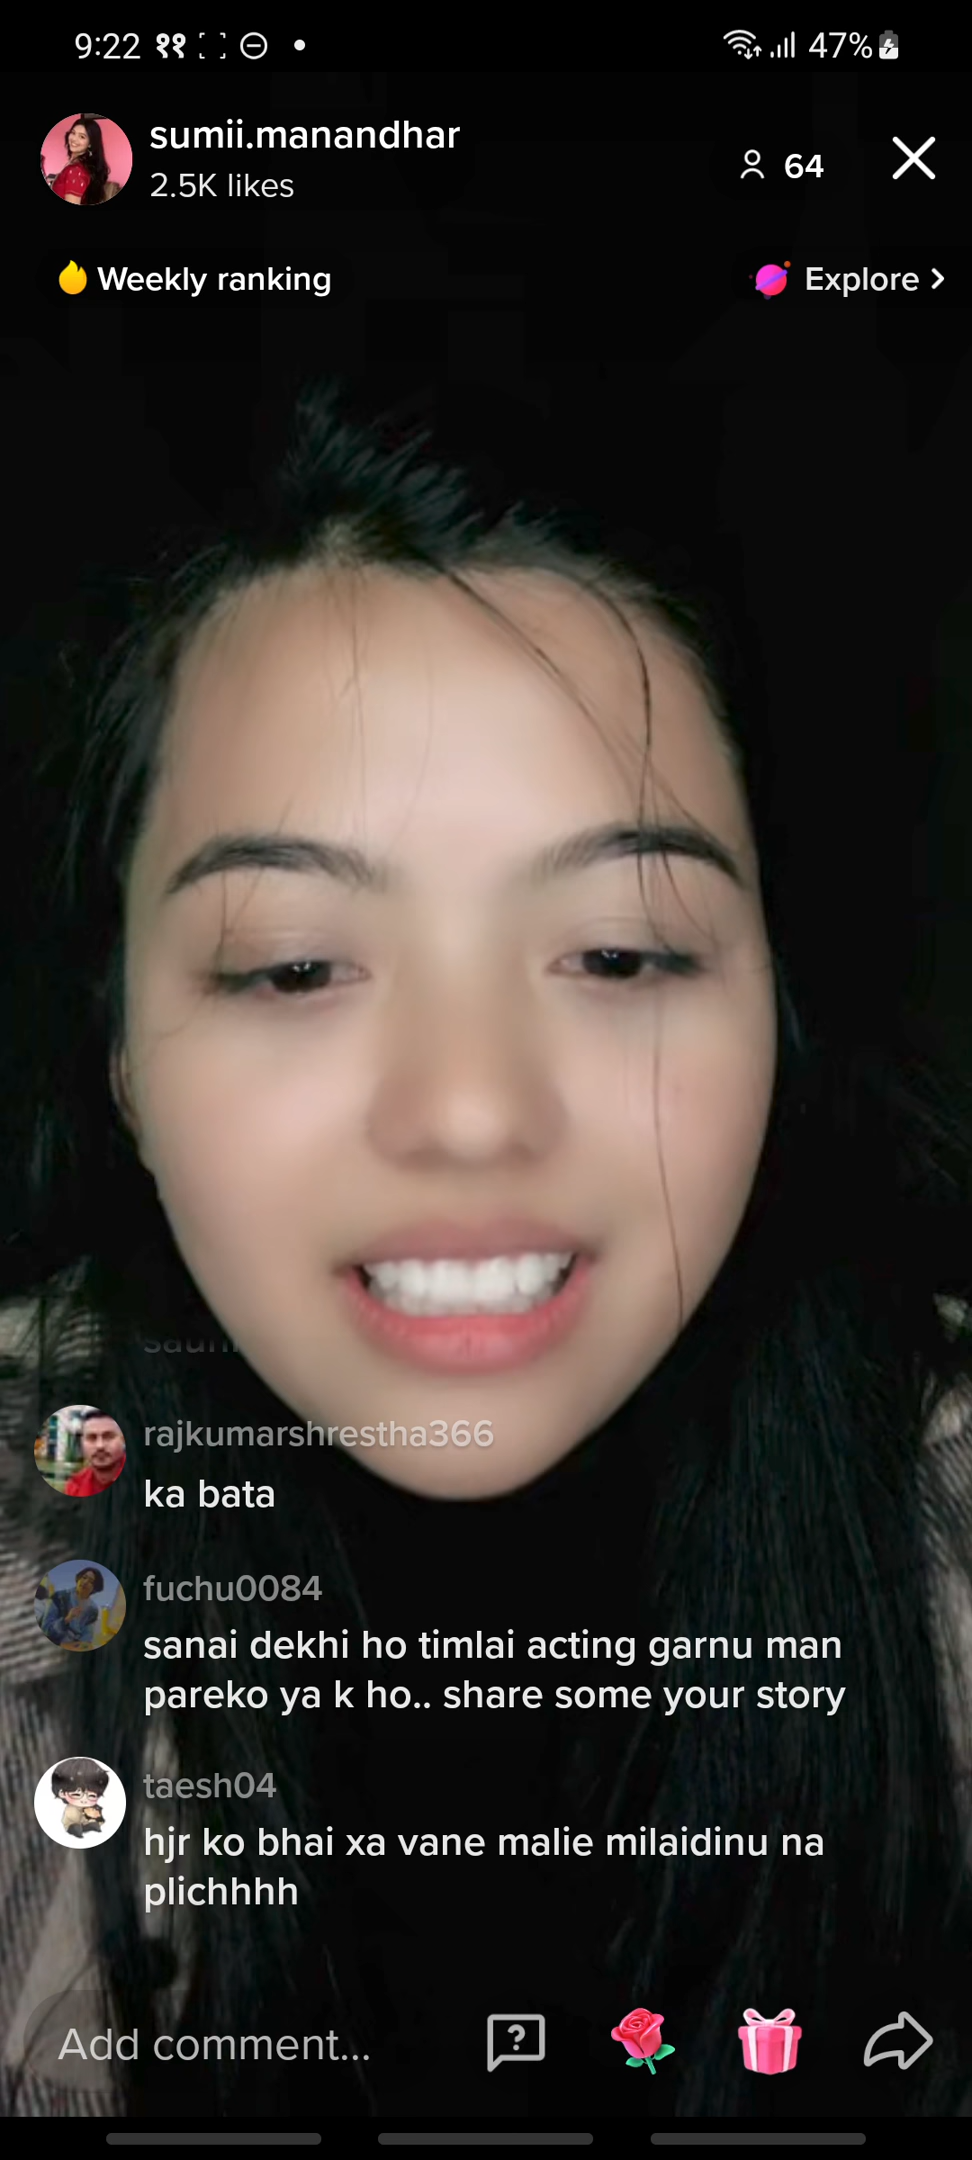 9:22 ११ 47%
sumii.manandhar
2.5K likes
64
Weekly ranking
Explore >
rajkumarshrestha366
ka bata
fuchu0084
sanai dekhi ho timlai acting garnu man
pareko ya k ho.. share some your story
taesh04
hjr ko bhai xa vane malie milaidinu na
plichhhh
Add comment...